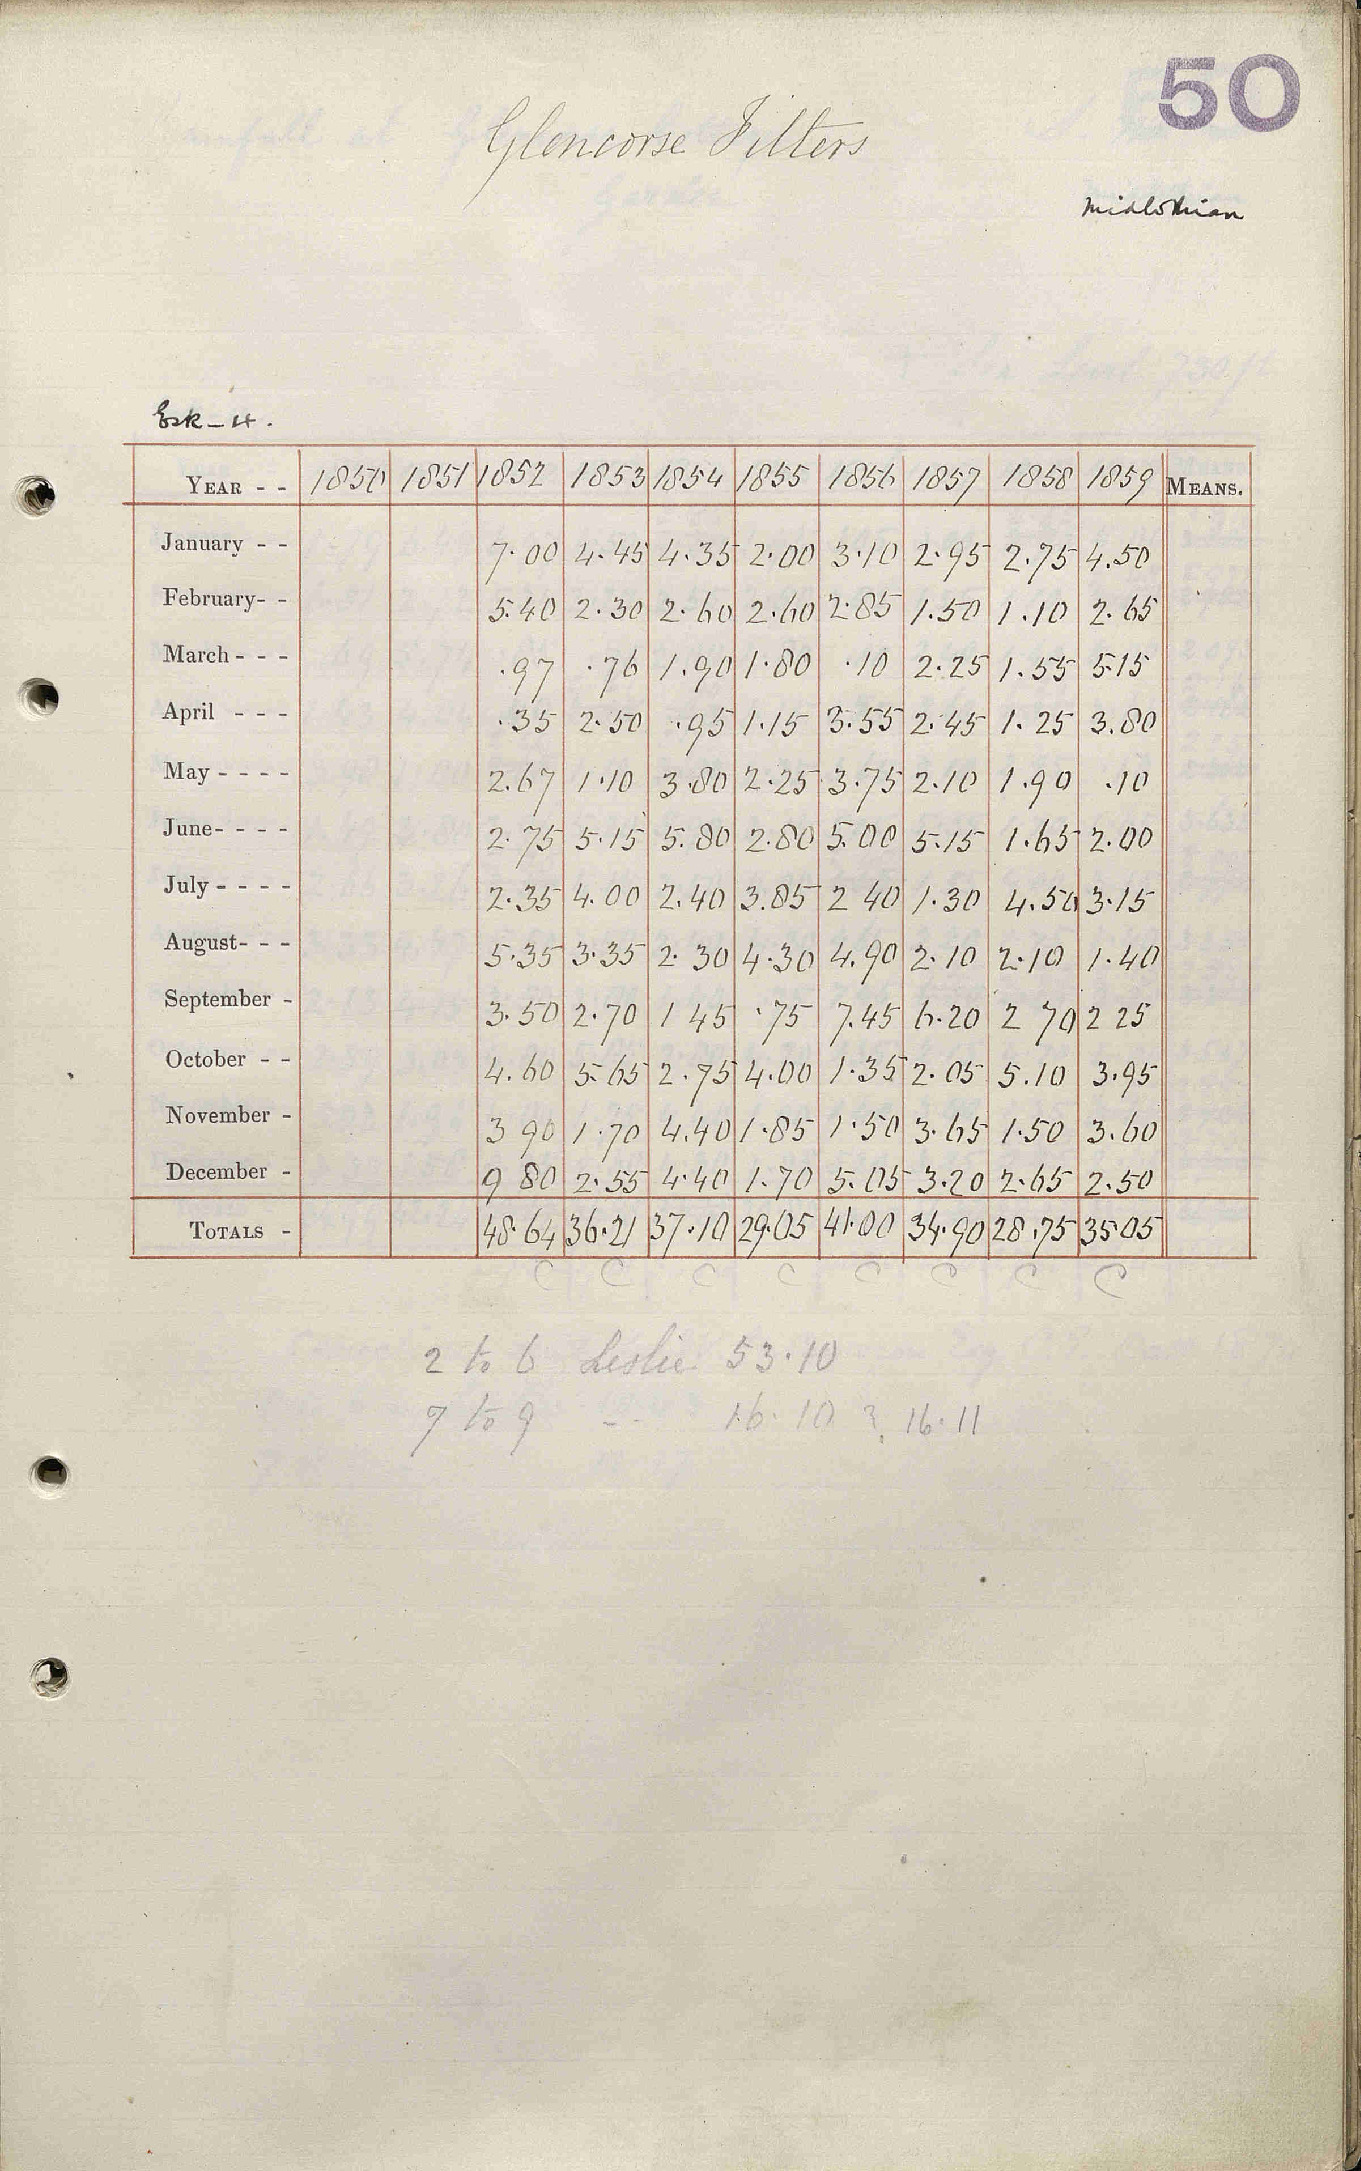 50
Glencorse Filters
Midlothian
Esk - 4.
YEAR - - 1850 1851 1852 1853 1854 1855 1856 1857 1858 1859 MEANS.
January - - 7.00 4.45 4.35 2.00 3.10 2.95 2.75 4.50
February- - 5.40 2.30 2.60 2.60 2.85 1.50 1.10 2.65
March - - - .97 .76 1.90 1.80 .10 2.25 1.55 5.15
April - - - .35 2.50 .95 1.15 3.55 2.45 1.25 3.80
May - - - - 2.67 1.10 3.80 2.25 3.75 2.10 1.90 .10
June- - - - 2.75 5.15 5.80 2.80 5.00 5.15 1.65 2.00
July - - - - 2.35 4.00 2.40 3.85 2 40 1.30 4.50 3.15
August- - - 5.35 3.35 2.30 4.30 4.90 2.10 2.10 1.40
September - 3.50 2.70 1 45 .75 7.45 6.20 2 70 2 25
October - - 4.60 5.65 2.75 4.00 1.35 2.05 5.10 3.95
November - 3 90 1.70 4.40 1.85 1.50 3.65 1.50 3.60
December - 9 80 2.55 4.40 1.70 5.05 3.20 2.65 2.50
TOTALS - 48.64 36.21 37.10 29.05 41.00 34.90 28.75 35.05
C C C C C C C C
2 to 6 Leslie 53.10
7 to 9 -- 16.10 & 16.11